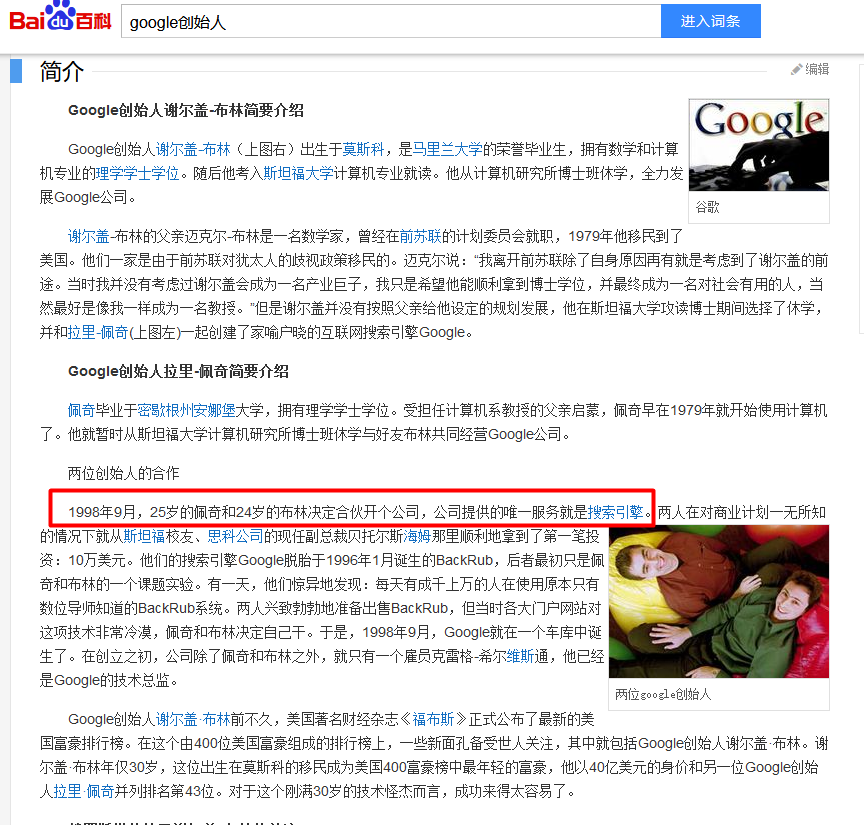 Bai du 百科
google创始人
进入词条
简介
编辑
Google创始人谢尔盖-布林简要介绍
Google
谷歌
Google创始人谢尔盖-布林（上图右）出生于莫斯科，是马里兰大学的荣誉毕业生，拥有数学和计算
机专业的理学学士学位。随后他考入斯坦福大学计算机专业就读。他从计算机研究所博士班休学，全力发
展Google公司。
谢尔盖-布林的父亲迈克尔-布林是一名数学家，曾经在前苏联的计划委员会就职，1979年他移民到了
美国。他们一家是由于前苏联对犹太人的歧视政策移民的。迈克尔说：“我离开前苏联除了自身原因再有就是考虑到了谢尔盖的前
途。当时我并没有考虑过谢尔盖会成为一名产业巨子，我只是希望他能顺利拿到博士学位，并最终成为一名对社会有用的人，当
然最好是像我一样成为一名教授。”但是谢尔盖并没有按照父亲给他设定的规划发展，他在斯坦福大学攻读博士期间选择了休学，
并和拉里-佩奇(上图左)一起创建了家喻户晓的互联网搜索引擎Google。
Google创始人拉里-佩奇简要介绍
佩奇毕业于密歇根州安娜堡大学，拥有理学学士学位。受担任计算机系教授的父亲启蒙，佩奇早在1979年就开始使用计算机
了。他就暂时从斯坦福大学计算机研究所博士班休学与好友布林共同经营Google公司。
两位创始人的合作
1998年9月，25岁的佩奇和24岁的布林决定合伙开个公司，公司提供的唯一服务就是搜索引擎。两人在对商业计划一无所知
的情况下就从斯坦福校友、思科公司的现任副总裁贝托尔斯海姆那里顺利地拿到了第一笔投
资：10万美元。他们的搜索引擎Google脱胎于1996年1月诞生的BackRub，后者最初只是佩
奇和布林的一个课题实验。有一天，他们惊异地发现：每天有成千上万的人在使用原本只有
数位导师知道的BackRub系统。两人兴致勃勃地准备出售BackRub，但当时各大门户网站对
这项技术非常冷漠，佩奇和布林决定自己干。于是，1998年9月，Google就在一个车库中诞
生了。在创立之初，公司除了佩奇和布林之外，就只有一个雇员克雷格-希尔维斯通，他已经
是Google的技术总监。
两位google创始人
Google创始人谢尔盖·布林前不久，美国著名财经杂志《福布斯》正式公布了最新的美
国富豪排行榜。在这个由400位美国富豪组成的排行榜上，一些新面孔备受世人关注，其中就包括Google创始人谢尔盖·布林。谢
尔盖·布林年仅30岁，这位出生在莫斯科的移民成为美国400富豪榜中最年轻的富豪，他以40亿美元的身价和另一位Google创始
人拉里·佩奇并列排名第43位。对于这个刚满30岁的技术怪杰而言，成功来得太容易了。